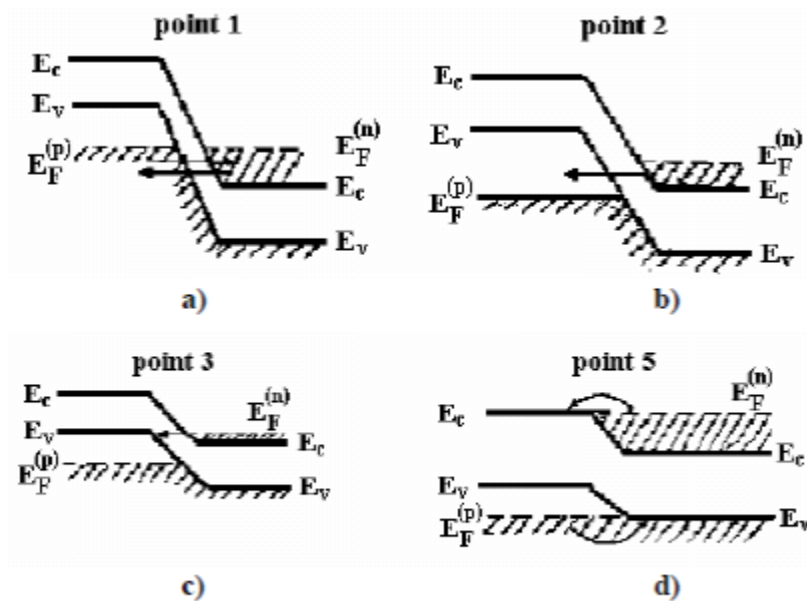 point 1
E_c
E_v
E_F^(p)
E_F^(n)
E_c
E_v
a)
point 2
E_c
E_v
E_F^(p)
E_F^(n)
E_c
E_v
b)
point 3
E_c
E_v
E_F^(p)
E_F^(n)
E_c
E_v
c)
point 5
E_c
E_v
E_F^(p)
E_F^(n)
E_c
E_v
d)